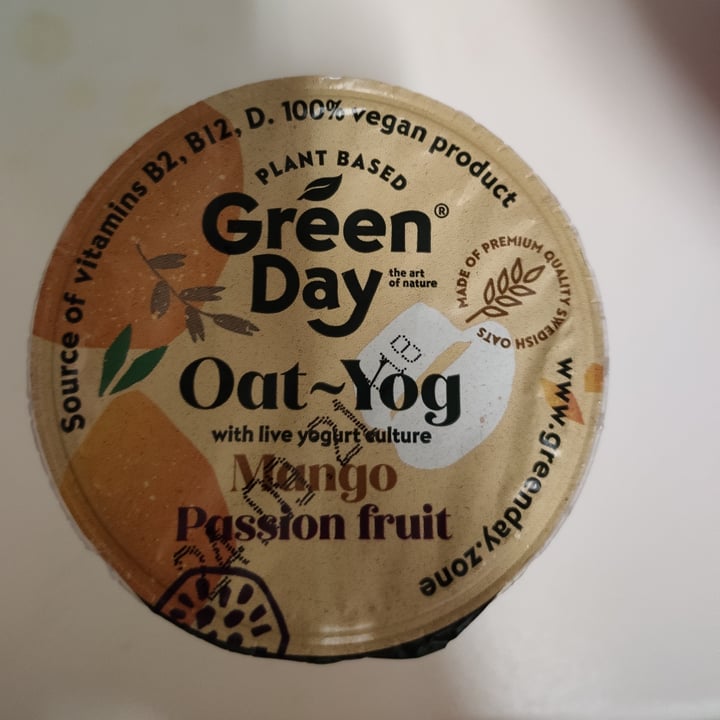 Source of vitamins B2, B12, D. 100% vegan product
PLANT BASED
Green®
Day
the art
of nature
MADE OF PREMIUM QUALITY SWEDISH OATS
Oat~Yog
with live yogurt culture
Mango
Passion fruit
www.greenday.zone